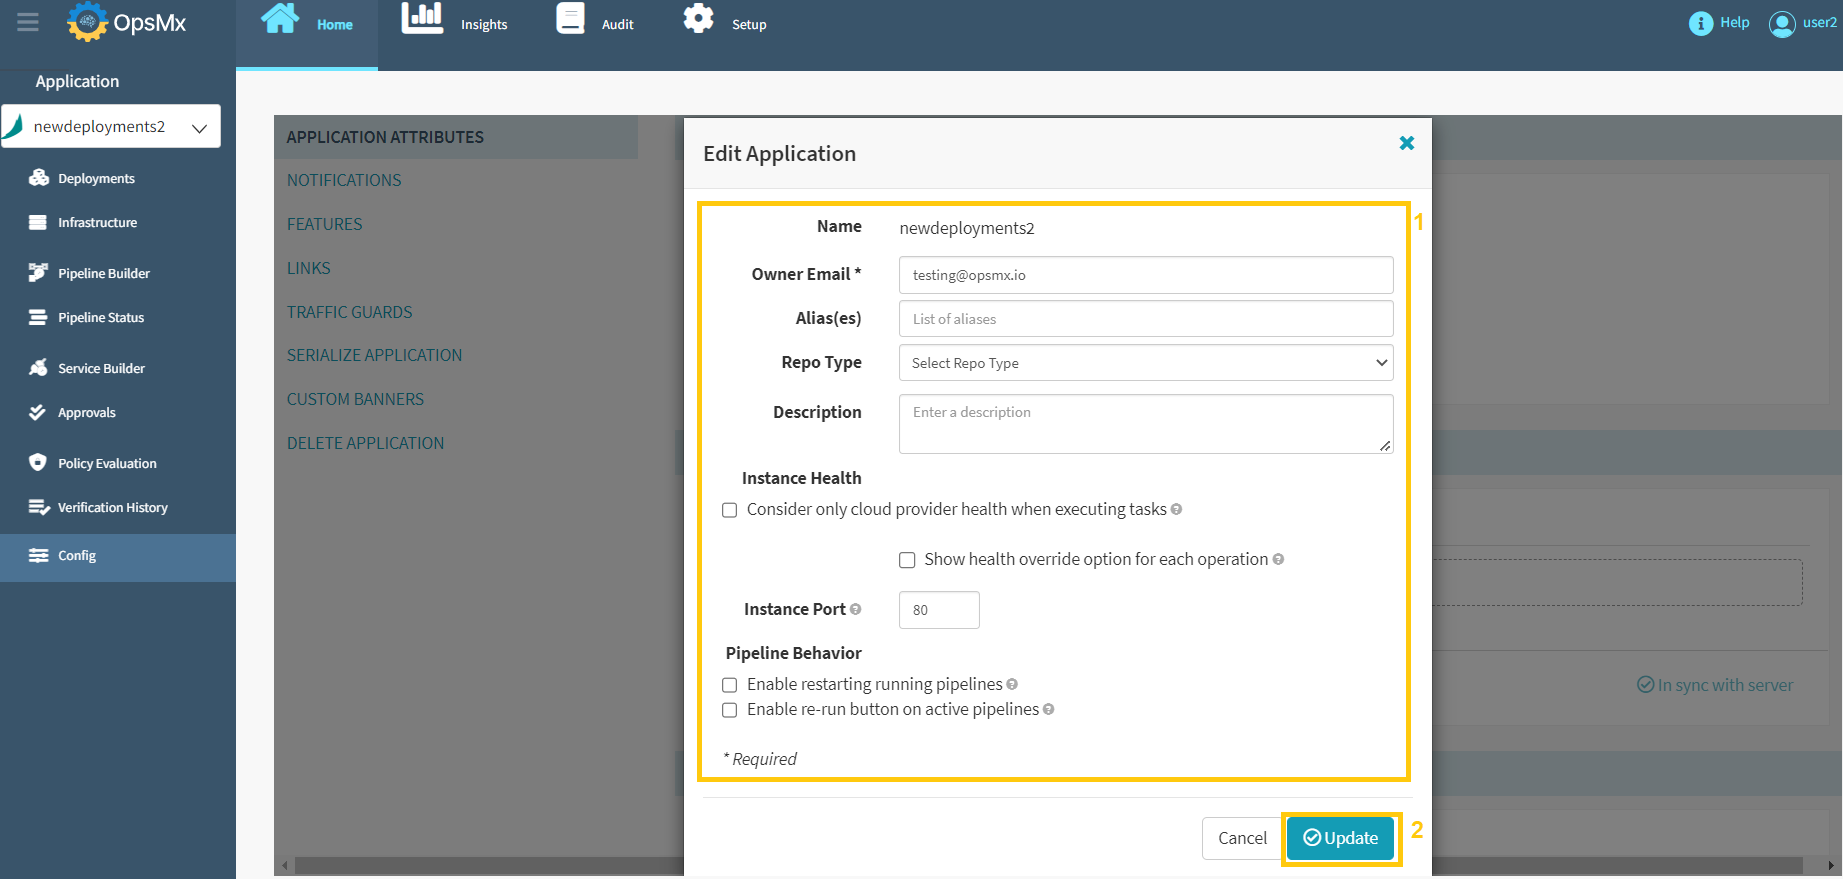 OpsMx
Home
Insights
Audit
Setup
Help
user2
Application
newdeployments2
Deployments
Infrastructure
Pipeline Builder
Pipeline Status
Service Builder
Approvals
Policy Evaluation
Verification History
Config
APPLICATION ATTRIBUTES
NOTIFICATIONS
FEATURES
LINKS
TRAFFIC GUARDS
SERIALIZE APPLICATION
CUSTOM BANNERS
DELETE APPLICATION
Edit Application
1
Name newdeployments2
Owner Email * testing@opsmx.io
Alias(es) List of aliases
Repo Type Select Repo Type
Description Enter a description
Instance Health
Consider only cloud provider health when executing tasks
Show health override option for each operation
Instance Port 80
Pipeline Behavior
Enable restarting running pipelines
Enable re-run button on active pipelines
* Required
Cancel Update 2
In sync with server